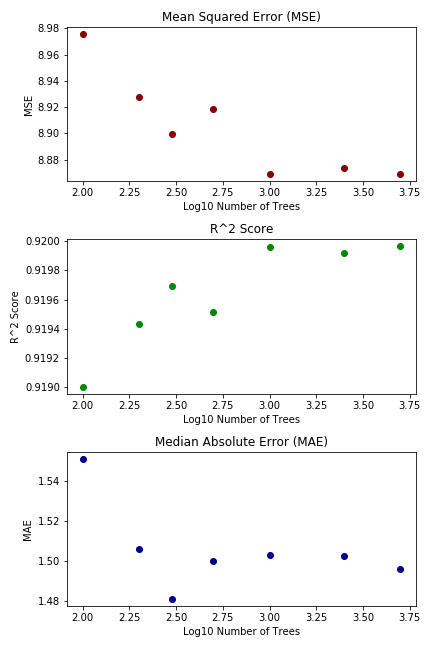 Mean Squared Error (MSE)
8.98
8.96
8.94
8.92
8.90
8.88
MSE
2.00 2.25 2.50 2.75 3.00 3.25 3.50 3.75
Log10 Number of Trees
R^2 Score
0.9200
0.9198
0.9196
0.9194
0.9192
0.9190
R^2 Score
2.00 2.25 2.50 2.75 3.00 3.25 3.50 3.75
Log10 Number of Trees
Median Absolute Error (MAE)
1.54
1.52
1.50
1.48
MAE
2.00 2.25 2.50 2.75 3.00 3.25 3.50 3.75
Log10 Number of Trees